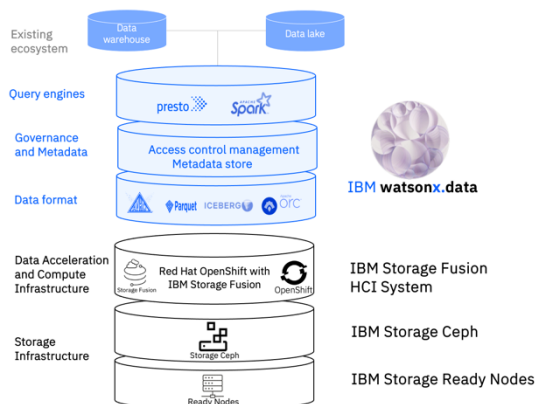 Existing
ecosystem
Data
warehouse
Data lake
Query engines
presto
APACHE
Spark
Governance
and Metadata
Access control management
Metadata store
IBM watsonx.data
Data format
Parquet
ICEBERG
orc
Data Acceleration
and Compute
Infrastructure
Storage Fusion
Red Hat OpenShift with
IBM Storage Fusion
OpenShift
IBM Storage Fusion
HCI System
Storage
Infrastructure
Storage Ceph
IBM Storage Ceph
Ready Nodes
IBM Storage Ready Nodes